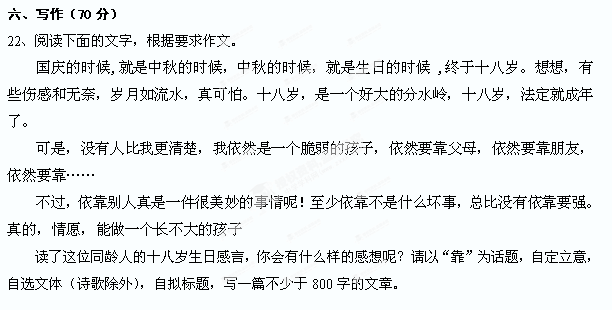 六、写作（70 分）
22、阅读下面的文字，根据要求作文。
国庆的时候,就是中秋的时候，中秋的时候，就是生日的时候 ,终于十八岁。想想，有
些伤感和无奈，岁月如流水，真可怕。十八岁，是一个好大的分水岭，十八岁，法定就成年
了。
可是，没有人比我更清楚，我依然是一个脆弱的孩子，依然要靠父母，依然要靠朋友，
依然要靠……
不过，依靠别人真是一件很美妙的事情呢！至少依靠不是什么坏事，总比没有依靠要强。
真的，情愿， 能做一个长不大的孩子
读了这位同龄人的十八岁生日感言，你会有什么样的感想呢？请以“靠”为话题，自定立意，
自选文体（诗歌除外），自拟标题，写一篇不少于 800 字的文章。